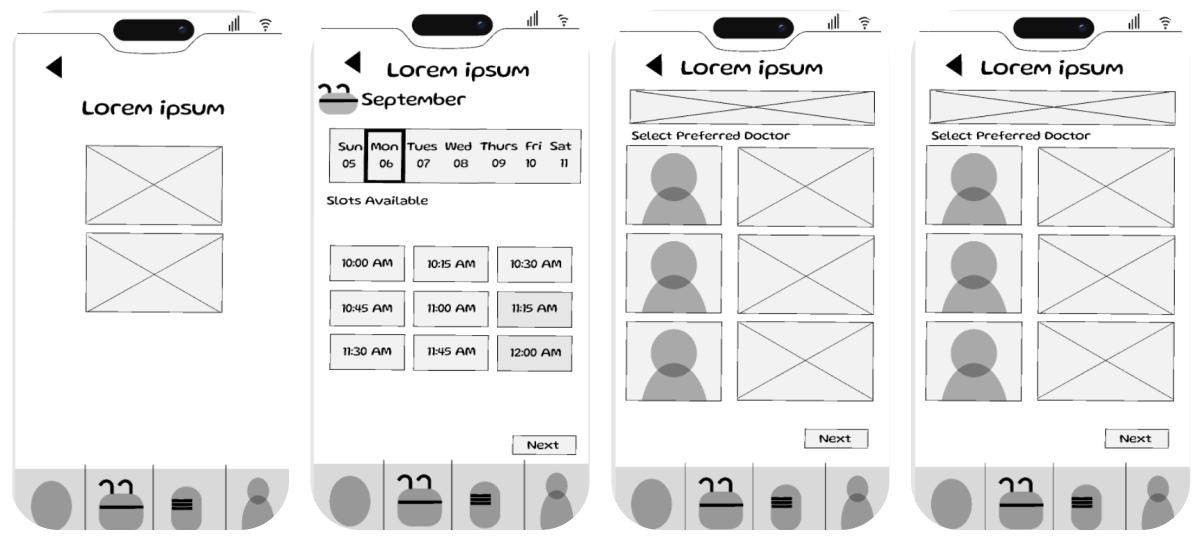 Lorem ipsum
Lorem ipsum
September
Sun Mon Tues Wed Thurs Fri Sat
05 06 07 08 09 10 11
Slots Available
10:00 AM 10:15 AM 10:30 AM
10:45 AM 11:00 AM 11:15 AM
11:30 AM 11:45 AM 12:00 AM
Next
Lorem ipsum
Select Preferred Doctor
Next
Lorem ipsum
Select Preferred Doctor
Next